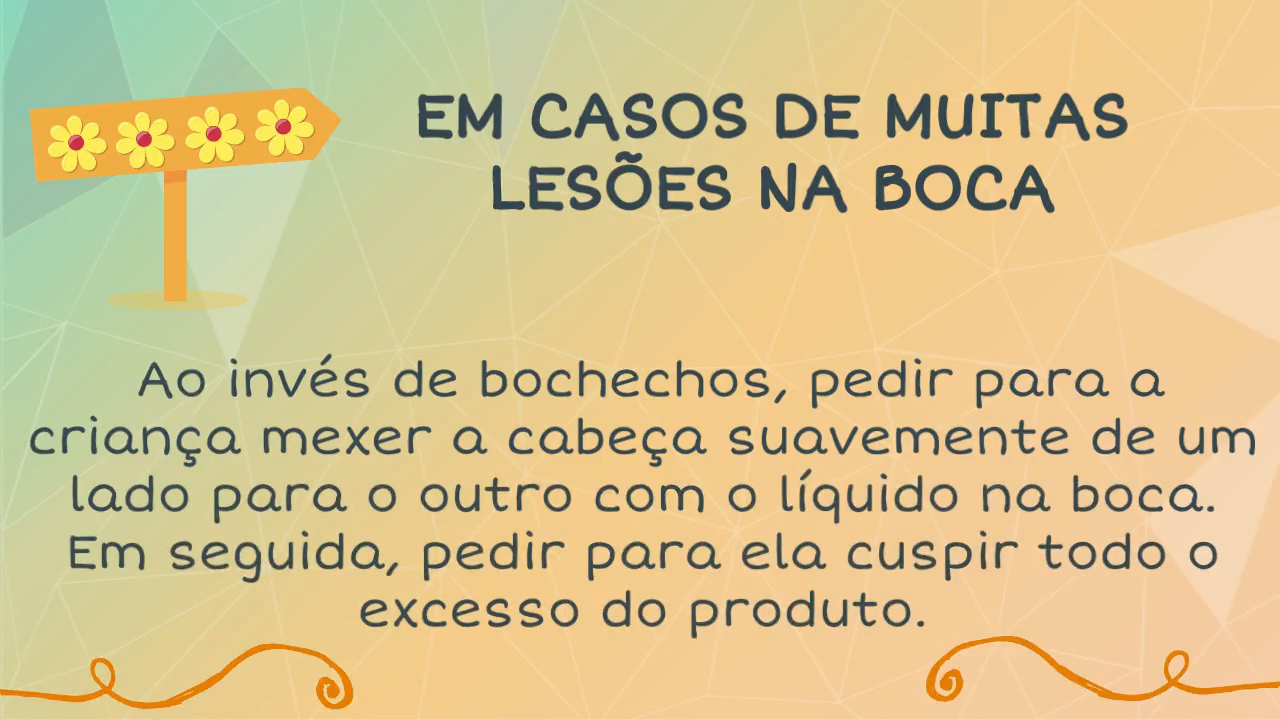 EM CASOS DE MUITAS
LESÕES NA BOCA
Ao invés de bochechos, pedir para a
criança mexer a cabeça suavemente de um
lado para o outro com o líquido na boca.
Em seguida, pedir para ela cuspir todo o
excesso do produto.